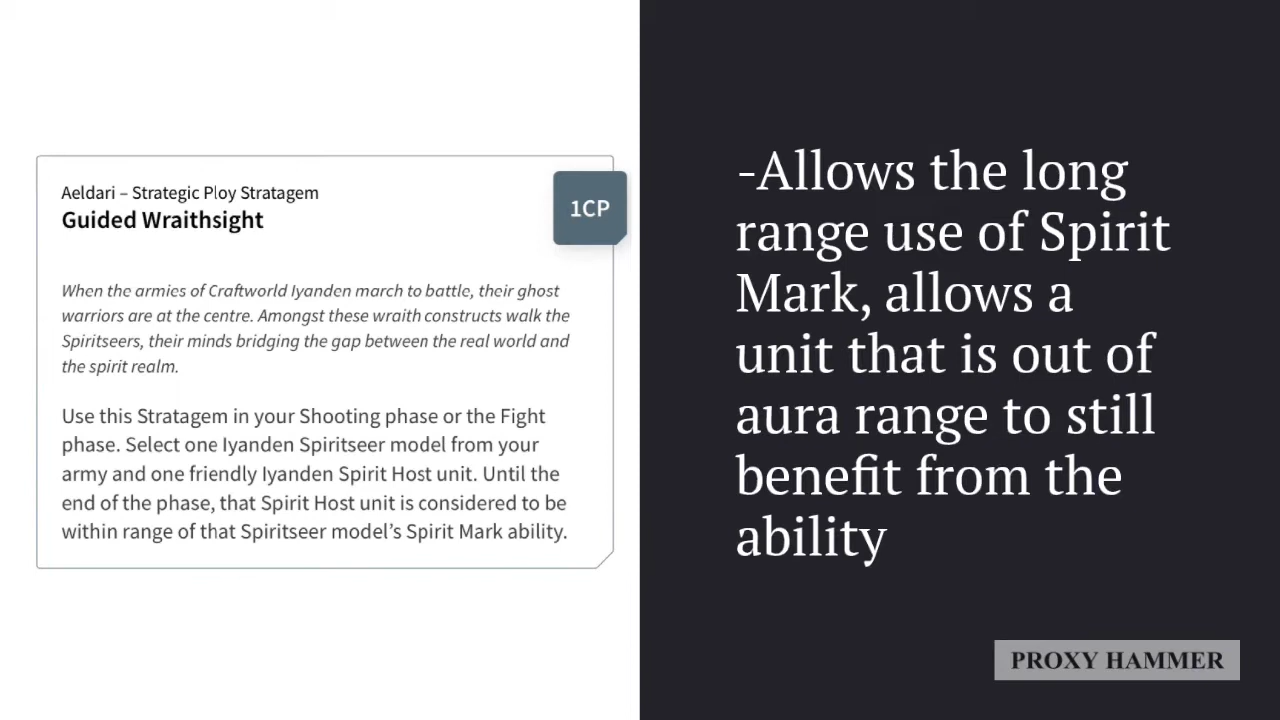 Aeldari – Strategic Ploy Stratagem
Guided Wraithsight
1CP
When the armies of Craftworld Iyanden march to battle, their ghost
warriors are at the centre. Amongst these wraith constructs walk the
Spiritseers, their minds bridging the gap between the real world and
the spirit realm.
Use this Stratagem in your Shooting phase or the Fight
phase. Select one Iyanden Spiritseer model from your
army and one friendly Iyanden Spirit Host unit. Until the
end of the phase, that Spirit Host unit is considered to be
within range of that Spiritseer model’s Spirit Mark ability.
-Allows the long
range use of Spirit
Mark, allows a
unit that is out of
aura range to still
benefit from the
ability
PROXY HAMMER